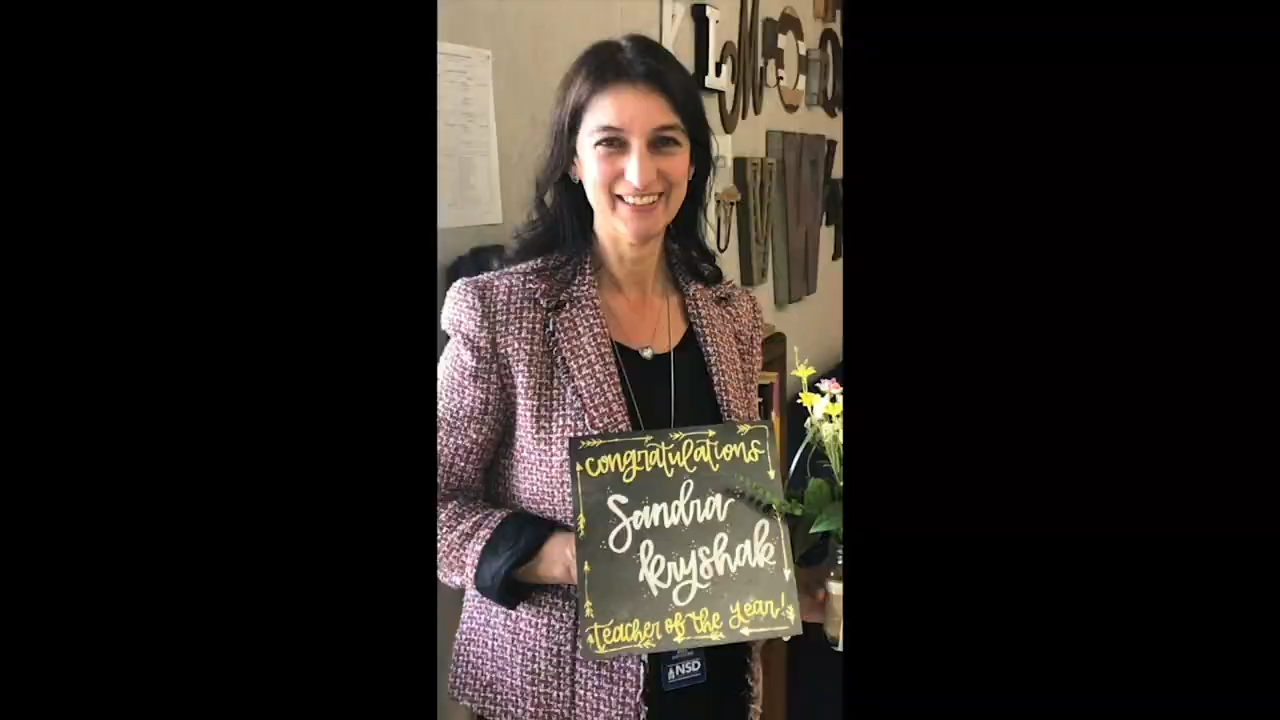 K L M O Q
U V W
congratulations
Sandra
kryshak
teacher of the year!
NSD